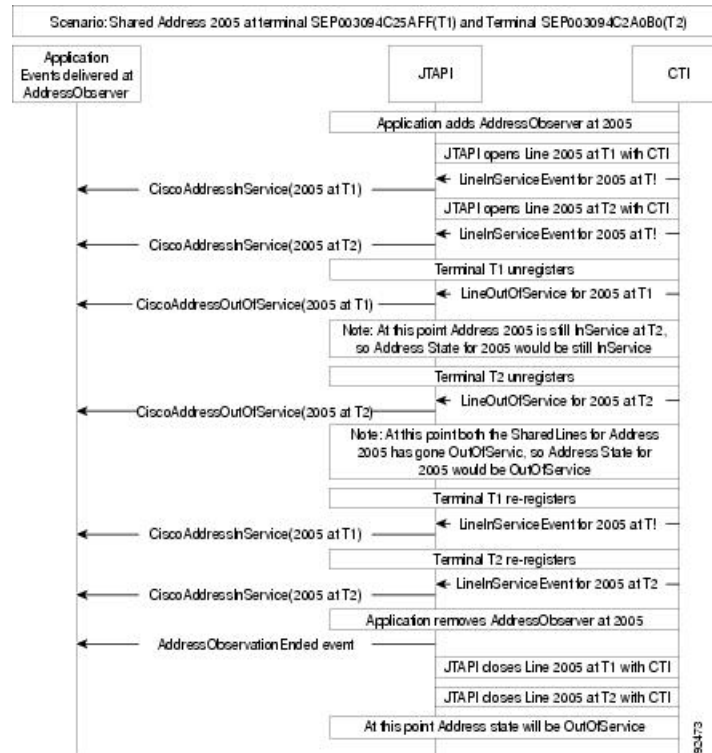 Scenario: Shared Address 2005 at terminal SEP003094C25AFF(T1) and Terminal SEP003094C2A0B0(T2)
Application
Events delivered at
AddressObserver
JTAPI
CTI
Application adds AddressObserver at 2005
JTAPI opens Line 2005 at T1 with CTI
LineInServiceEvent for 2005 at T!
CiscoAddressInService(2005 at T1)
JTAPI opens Line 2005 at T2 with CTI
LineInServiceEvent for 2005 at T!
CiscoAddressInService(2005 at T2)
Terminal T1 unregisters
LineOutOfService for 2005 at T1
CiscoAddressOutOfService(2005 at T1)
Note: At this point Address 2005 is still InService at T2,
so Address State for 2005 would be still InService
Terminal T2 unregisters
LineOutOfService for 2005 at T2
CiscoAddressOutOfService(2005 at T2)
Note: At this point both the SharedLines for Address
2005 has gone OutOfServic, so Address State for
2005 would be OutOfService
Terminal T1 re-registers
LineInServiceEvent for 2005 at T!
CiscoAddressInService(2005 at T1)
Terminal T2 re-registers
LineInServiceEvent for 2005 at T2
CiscoAddressInService(2005 at T2)
Application removes AddressObserver at 2005
AddressObservationEnded event
JTAPI closes Line 2005 at T1 with CTI
JTAPI closes Line 2005 at T2 with CTI
At this point Address state will be OutOfService
92473